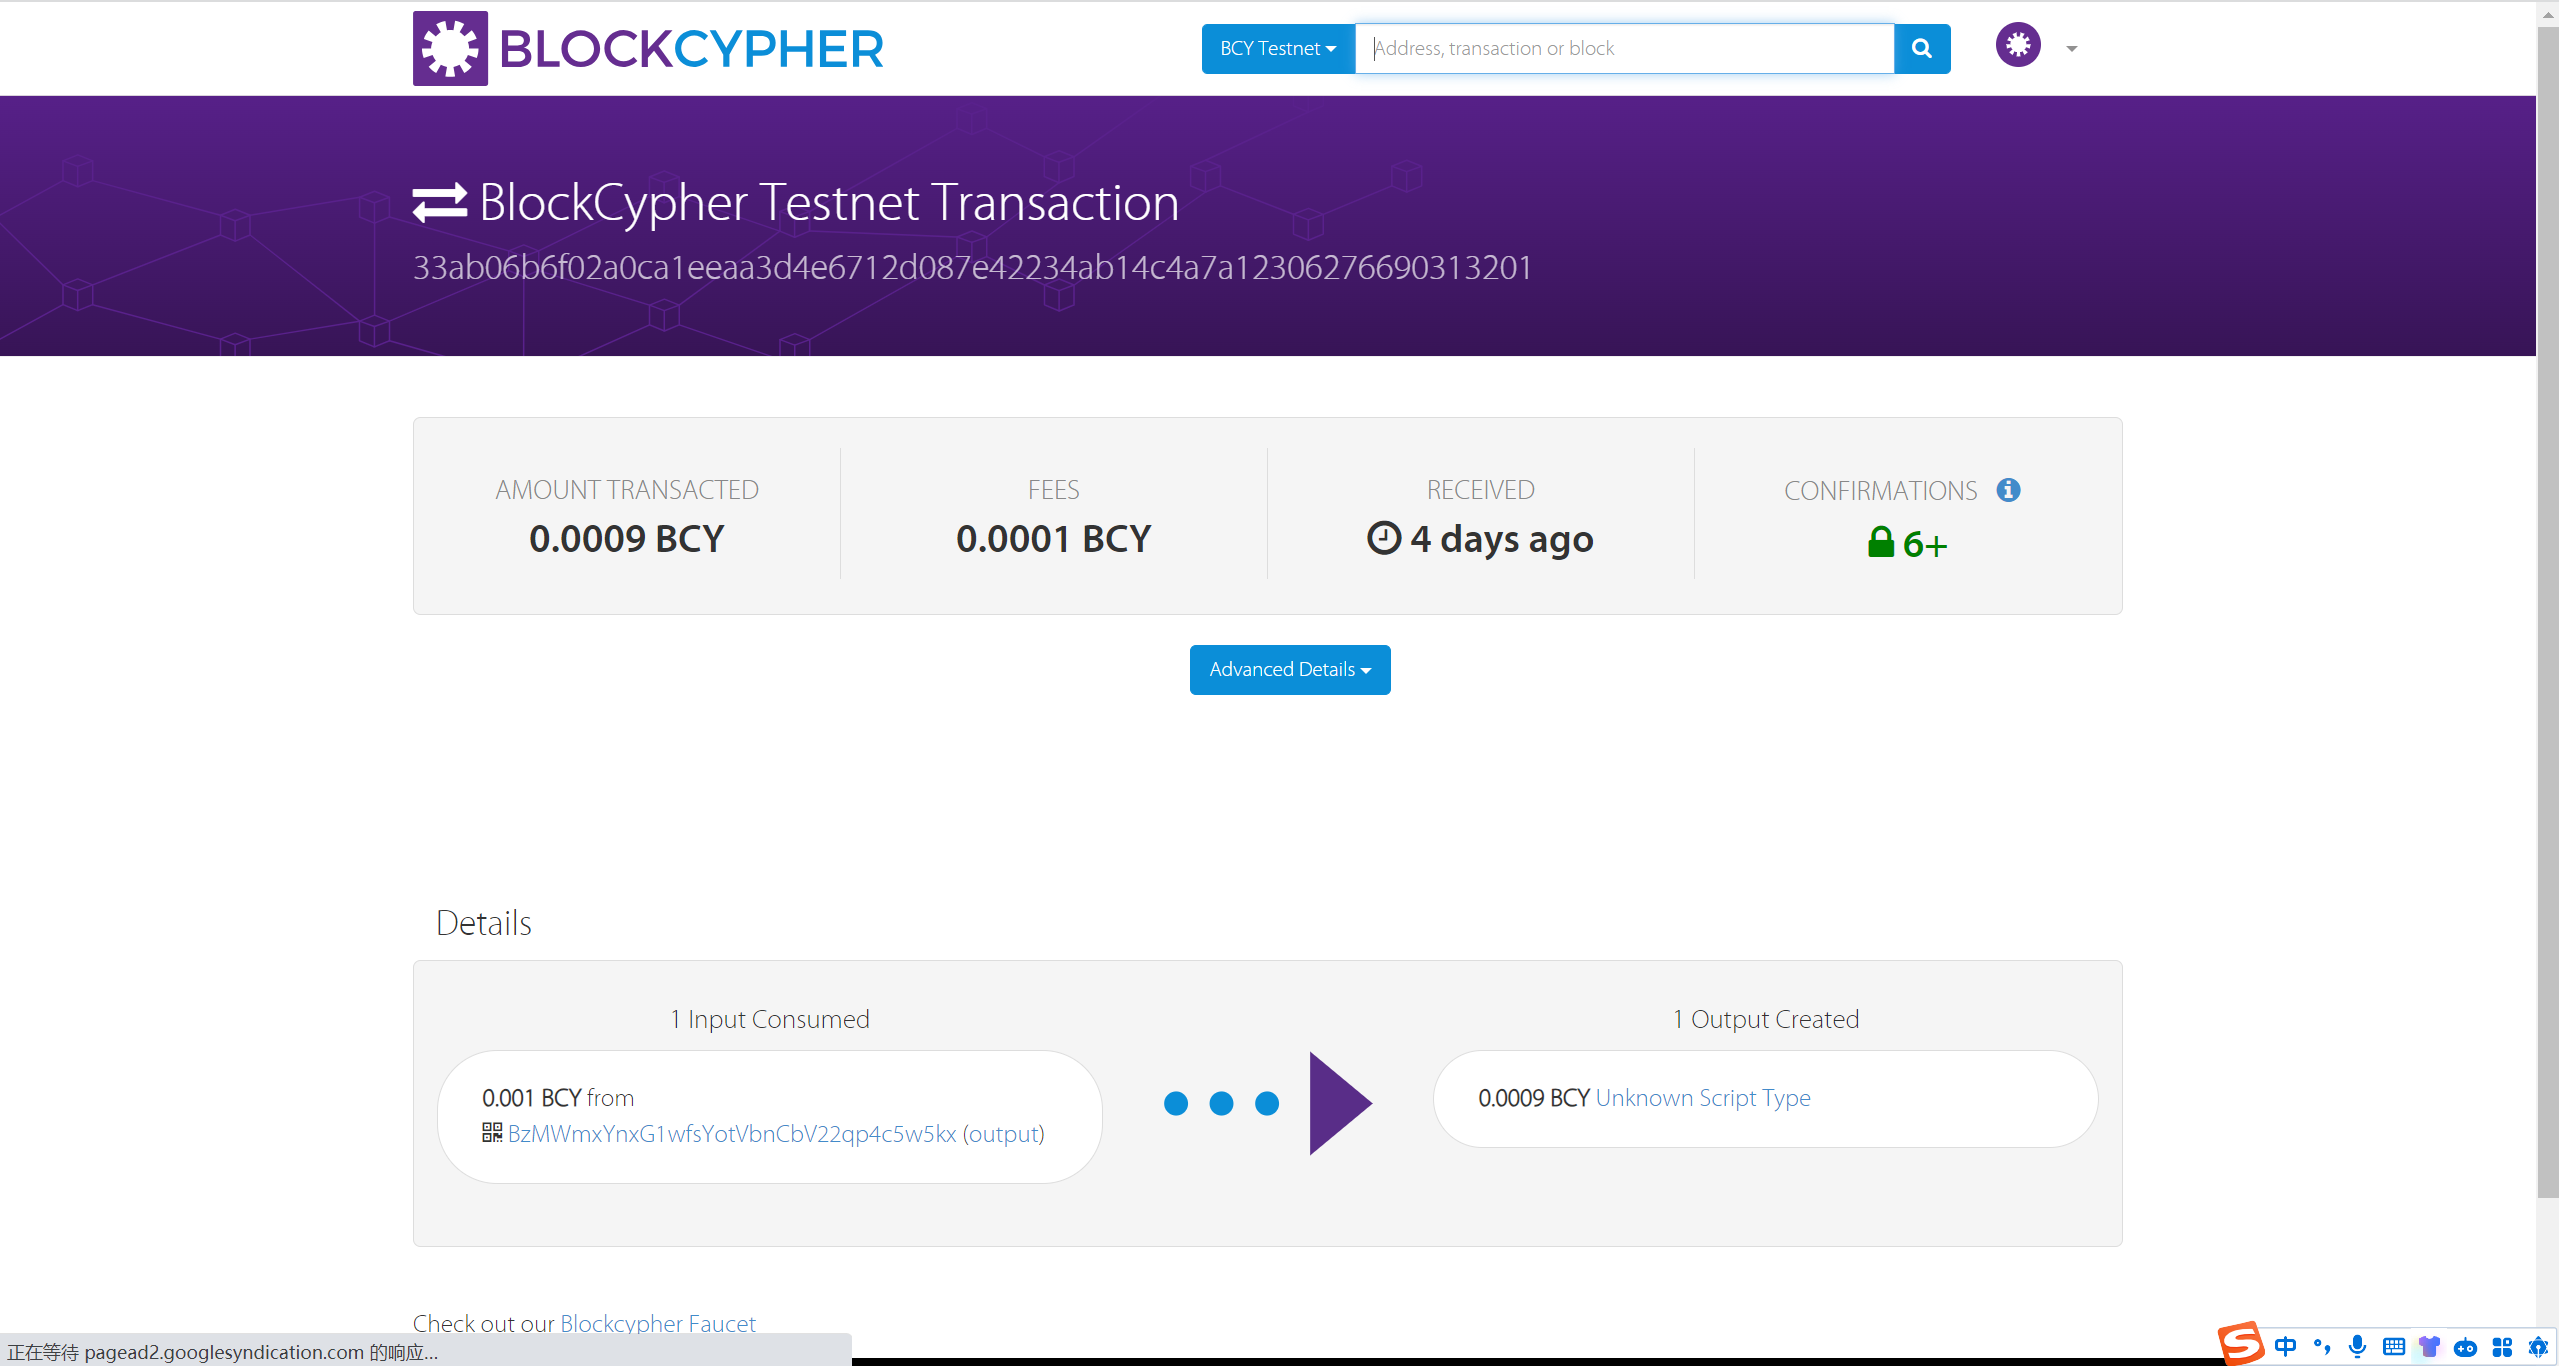 BLOCKCYPHER
BCY Testnet
Address, transaction or block
BlockCypher Testnet Transaction
33ab06b6f02a0ca1eeaa3d4e6712d087e42234ab14c4a7a12306276690313201
AMOUNT TRANSACTED
0.0009 BCY
FEES
0.0001 BCY
RECEIVED
4 days ago
CONFIRMATIONS
6+
Advanced Details
Details
1 Input Consumed
0.001 BCY from
BzMWmxYnxG1wfsYotVbnCbV22qp4c5w5kx (output)
1 Output Created
0.0009 BCY Unknown Script Type
Check out our Blockcypher Faucet
正在等待 pagead2.googlesyndication.com 的响应...
中